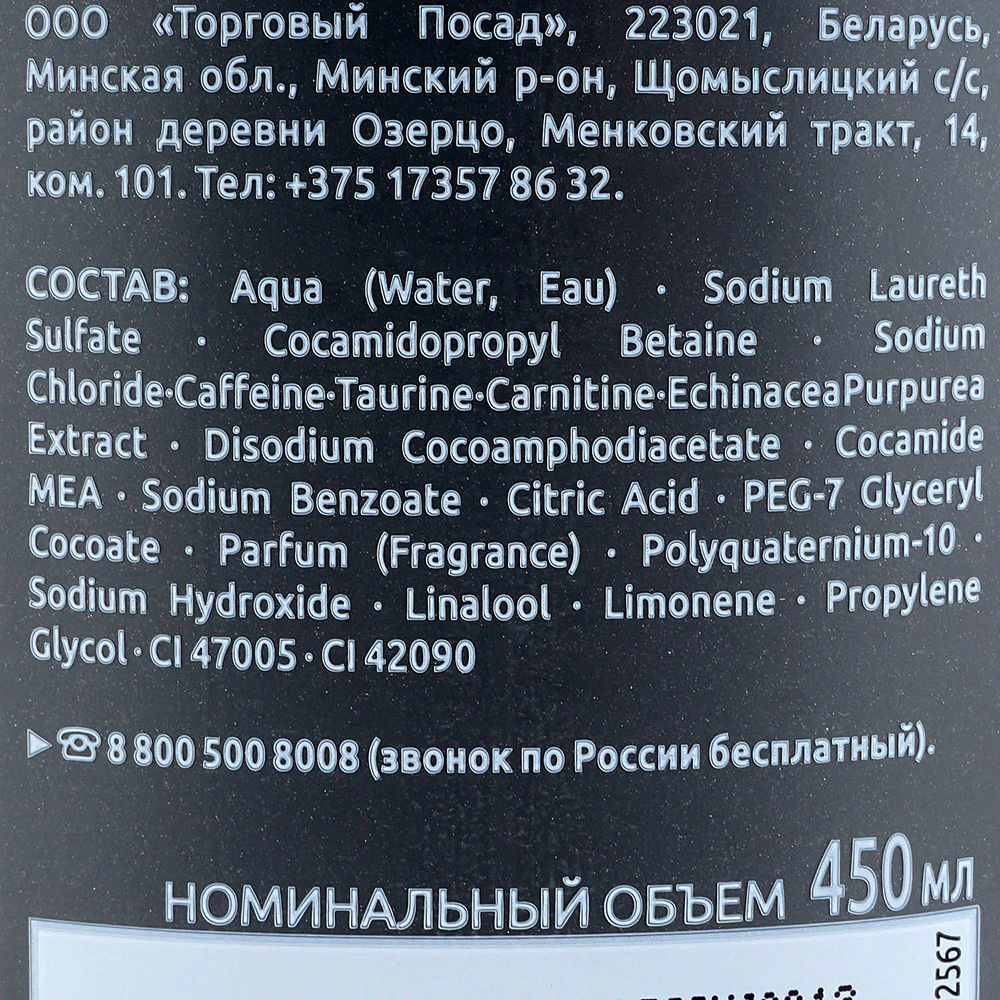 ООО «Торговый Посад», 223021, Беларусь,
Минская обл., Минский р-он, Щомыслицкий с/с,
район деревни Озерцо, Менковский тракт, 14,
ком. 101. Тел: +375 17357 86 32.
СОСТАВ: Aqua (Water, Eau) · Sodium Laureth
Sulfate · Cocamidopropyl Betaine · Sodium
Chloride·Caffeine·Taurine·Carnitine·Echinacea Purpurea
Extract · Disodium Cocoamphodiacetate · Cocamide
MEA · Sodium Benzoate · Citric Acid · PEG-7 Glyceryl
Cocoate · Parfum (Fragrance) · Polyquaternium-10 ·
Sodium Hydroxide · Linalool · Limonene · Propylene
Glycol · CI 47005 · CI 42090
▶☎ 8 800 500 8008 (звонок по России бесплатный).
НОМИНАЛЬНЫЙ ОБЪЕМ 450 мл
2567